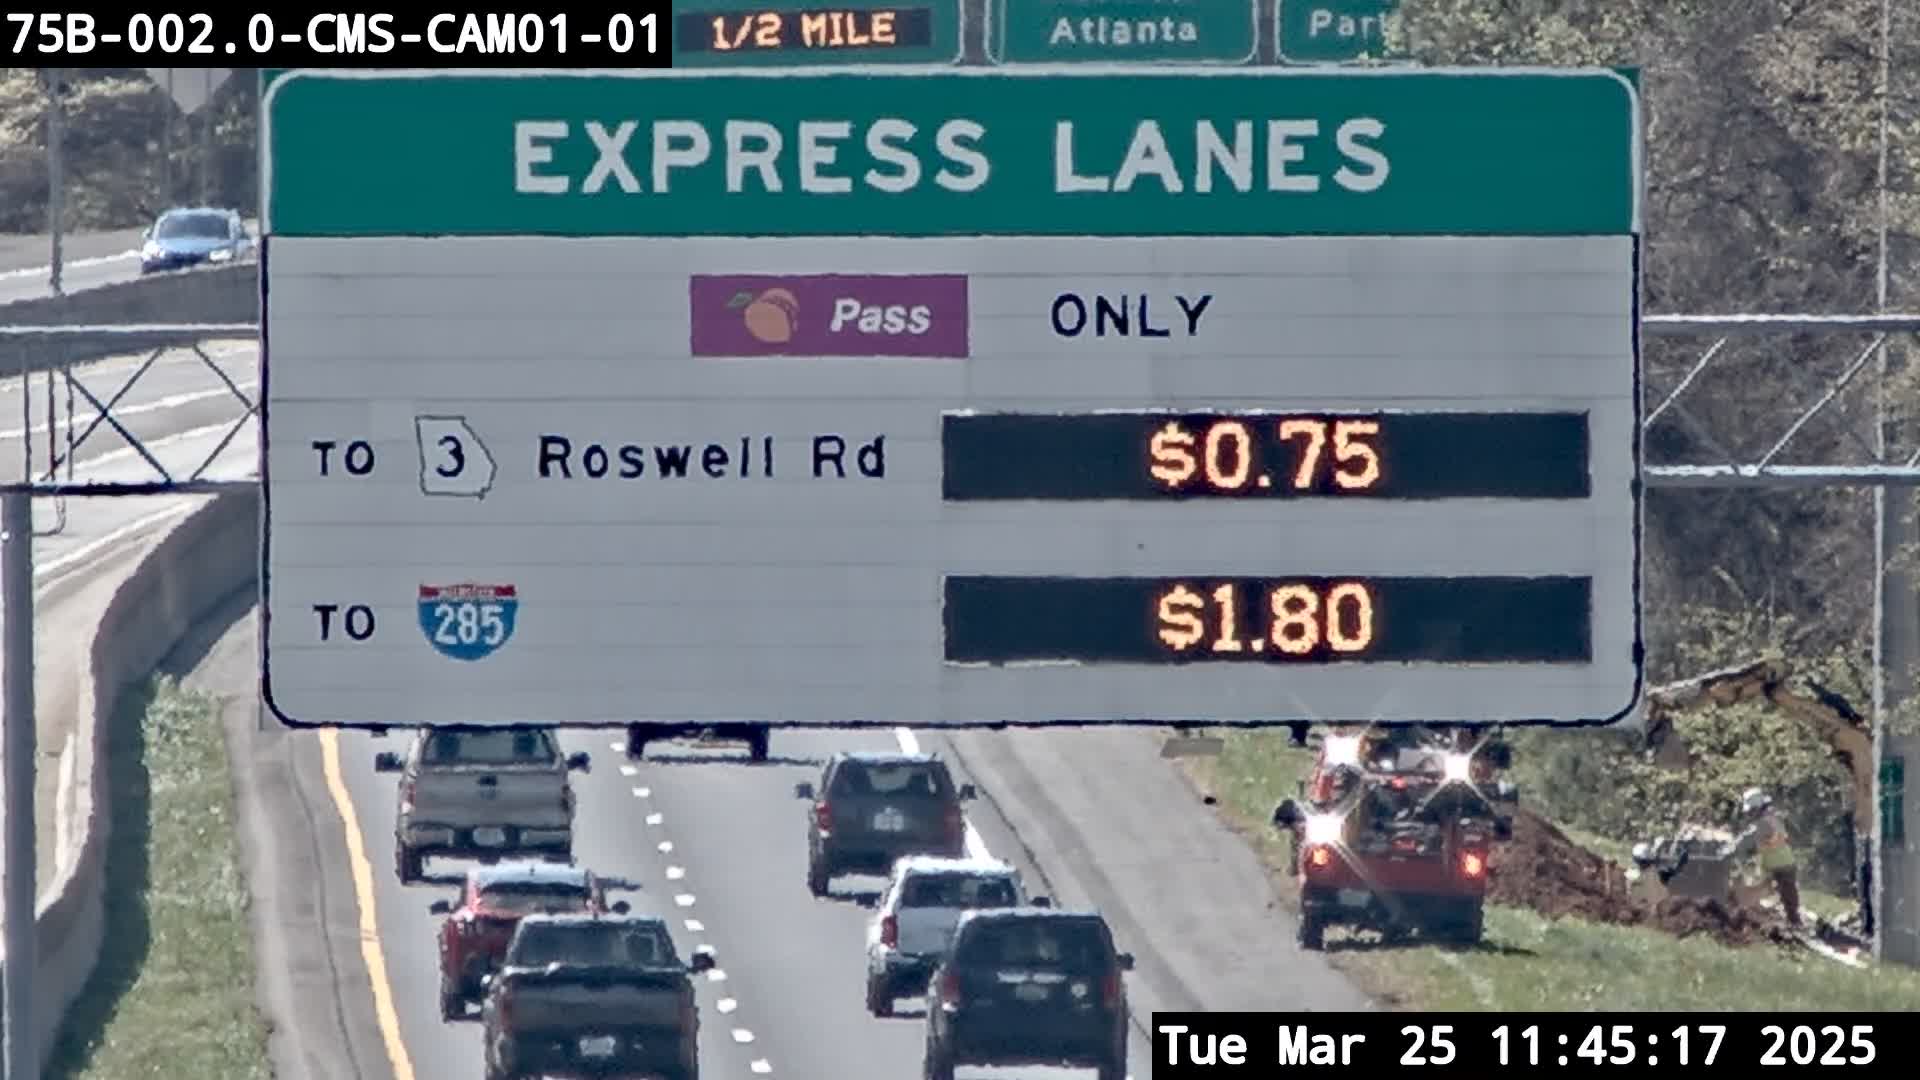 75B-002.0-CMS-CAM01-01
1/2 MILE
Atlanta
EXPRESS LANES
Pass ONLY
TO 3 Roswell Rd $0.75
TO 285 $1.80
Tue Mar 25 11:45:17 2025